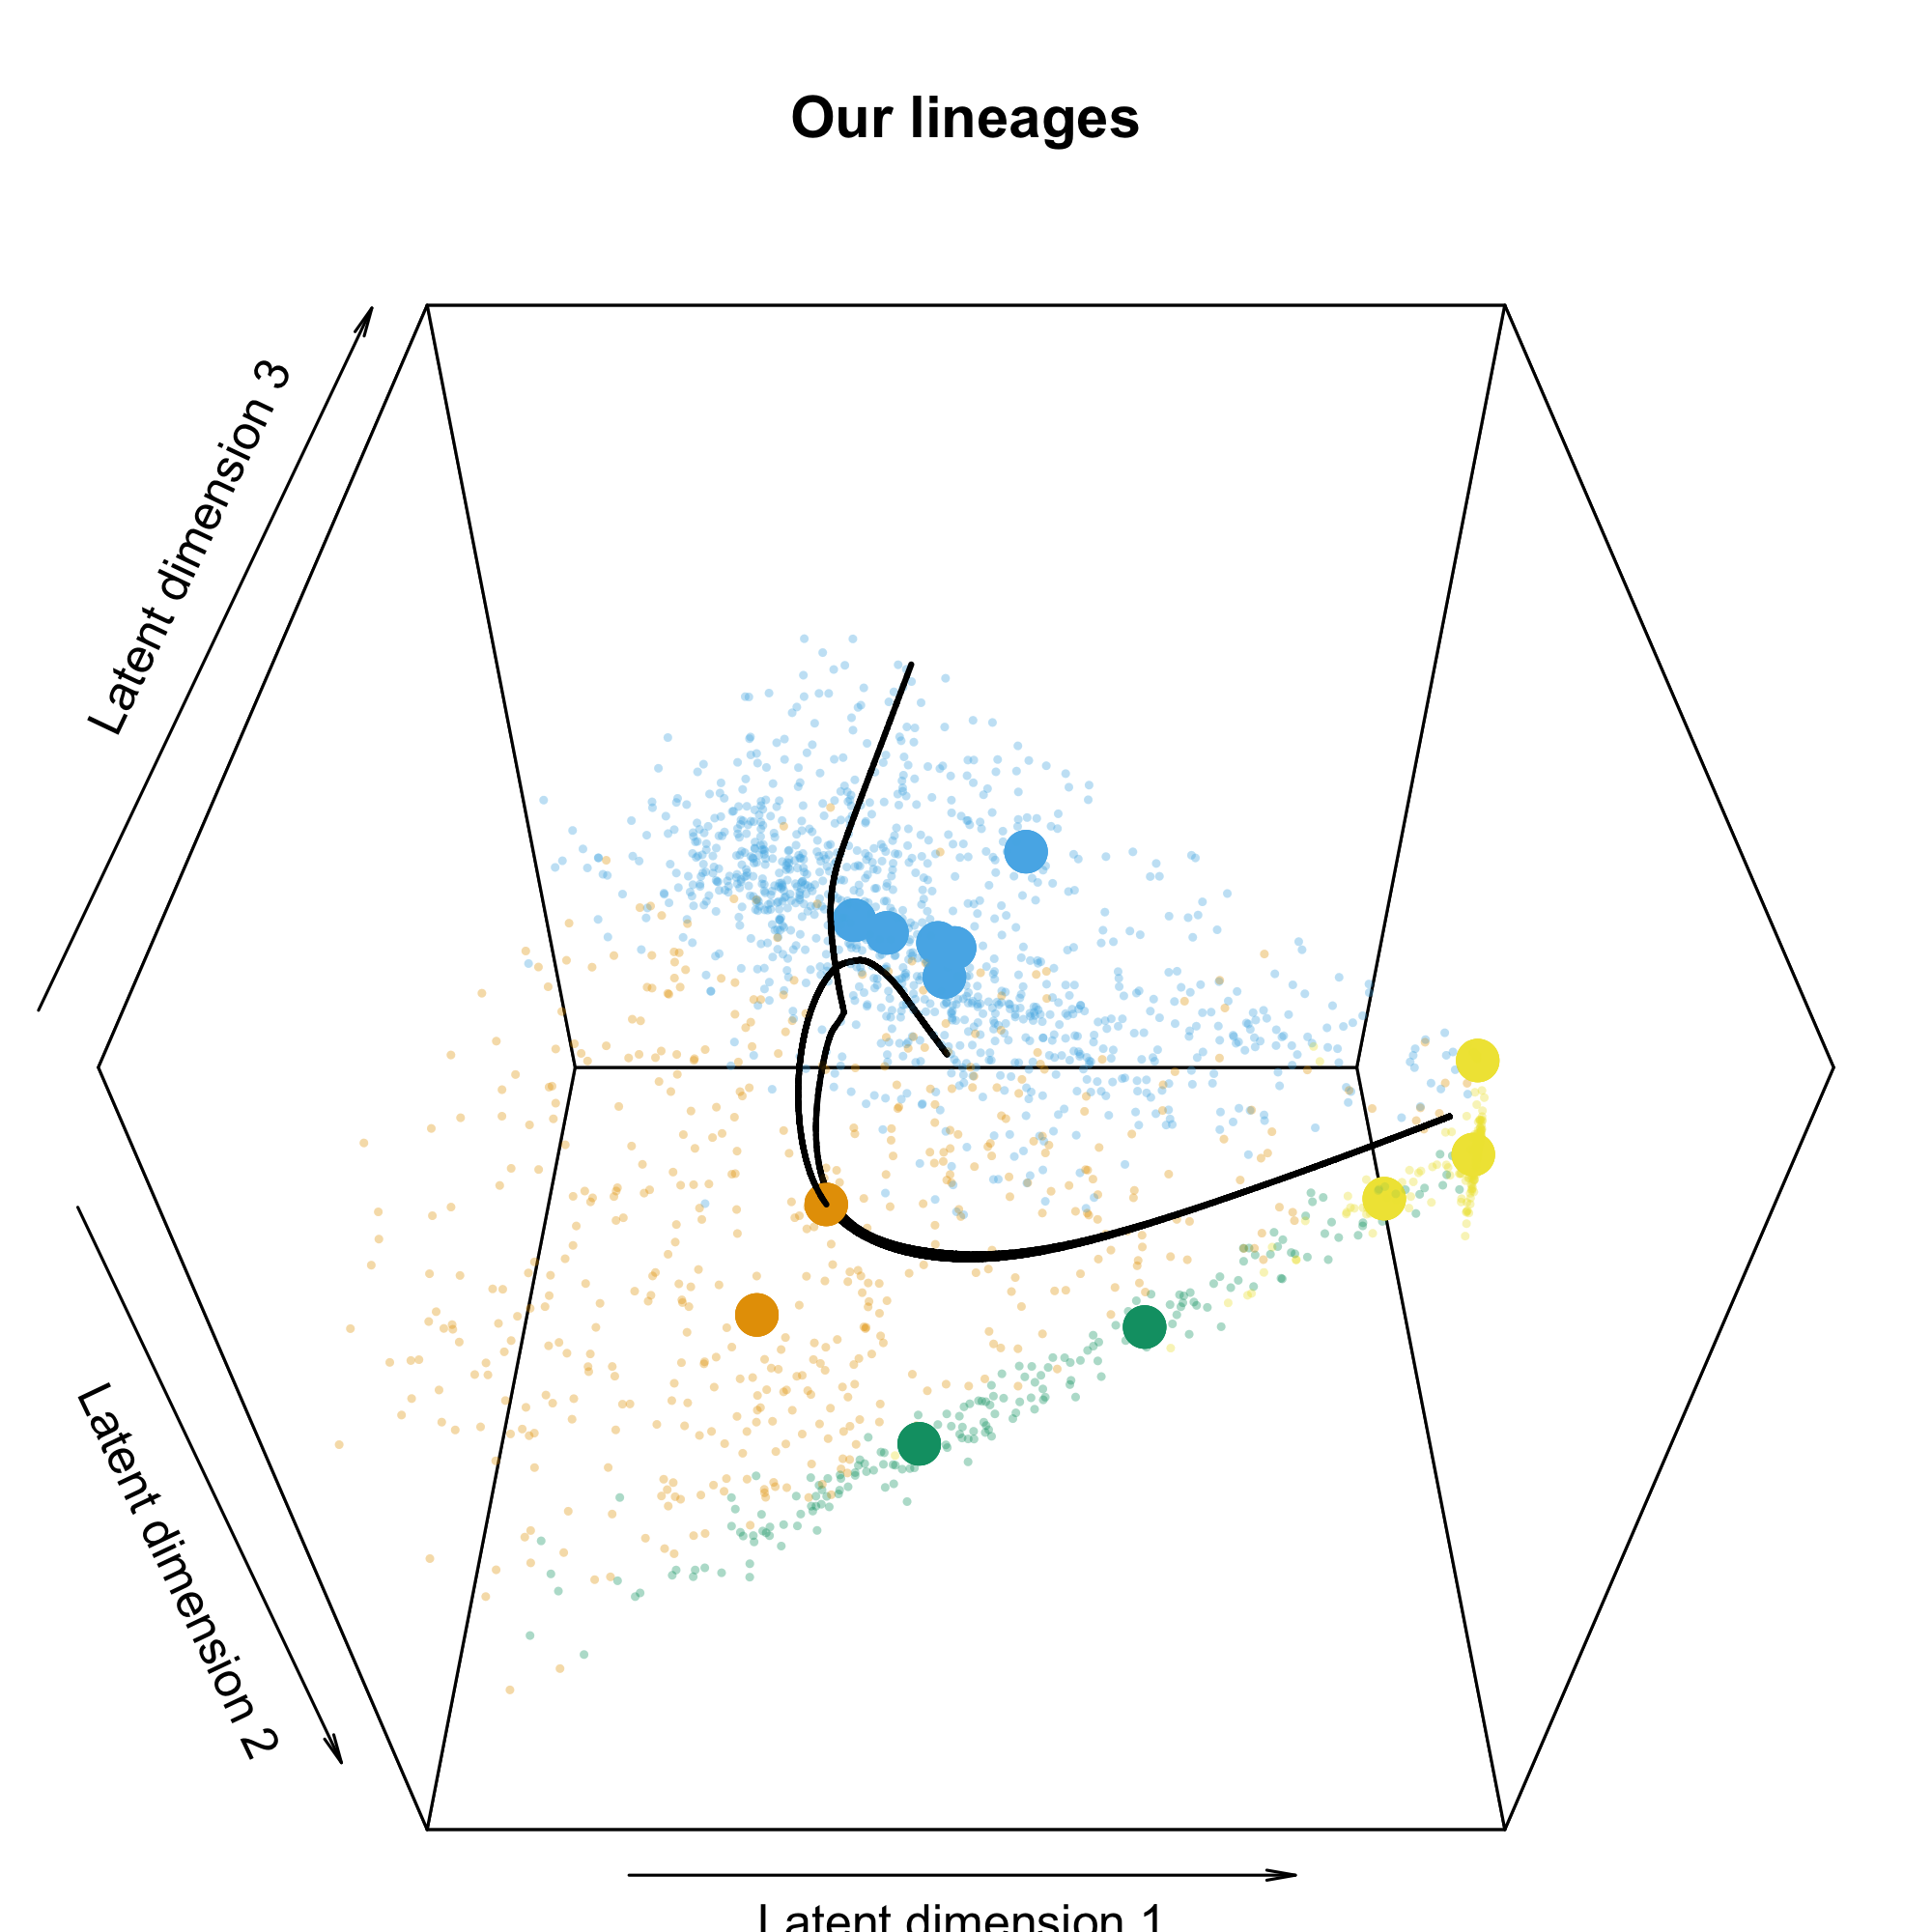 Our lineages
Latent dimension 3
Latent dimension 2
Latent dimension 1